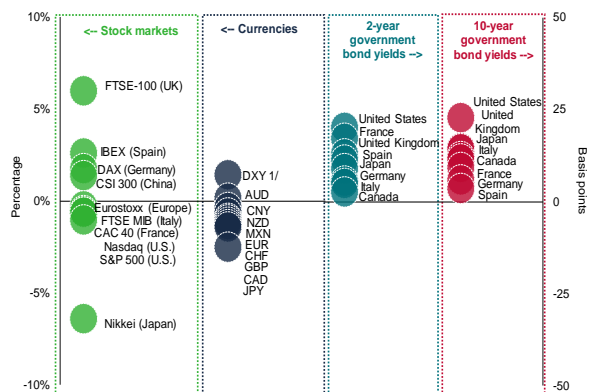 10%
5%
0%
-5%
-10%
Percentage
<-- Stock markets
FTSE-100 (UK)
IBEX (Spain)
DAX (Germany)
CSI 300 (China)
Eurostoxx (Europe)
FTSE MIB (Italy)
CAC 40 (France)
Nasdaq (U.S.)
S&P 500 (U.S.)
Nikkei (Japan)
<-- Currencies
DXY 1/
AUD
CNY
NZD
MXN
EUR
CHF
GBP
CAD
JPY
2-year
government
bond yields -->
United States
France
United Kingdom
Spain
Japan
Germany
Italy
Canada
10-year
government
bond yields -->
United States
United
Kingdom
Japan
Italy
Canada
France
Germany
Spain
50
25
0
-25
-50
Basis points